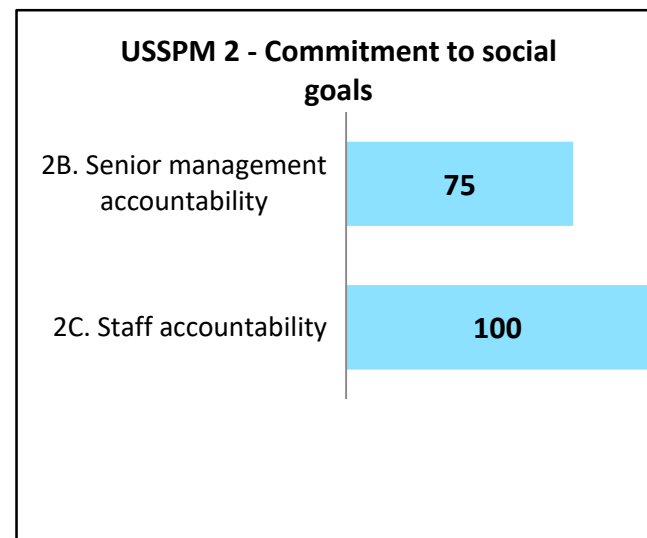 USSPM 2 - Commitment to social
goals
2B. Senior management
accountability
75
2C. Staff accountability
100